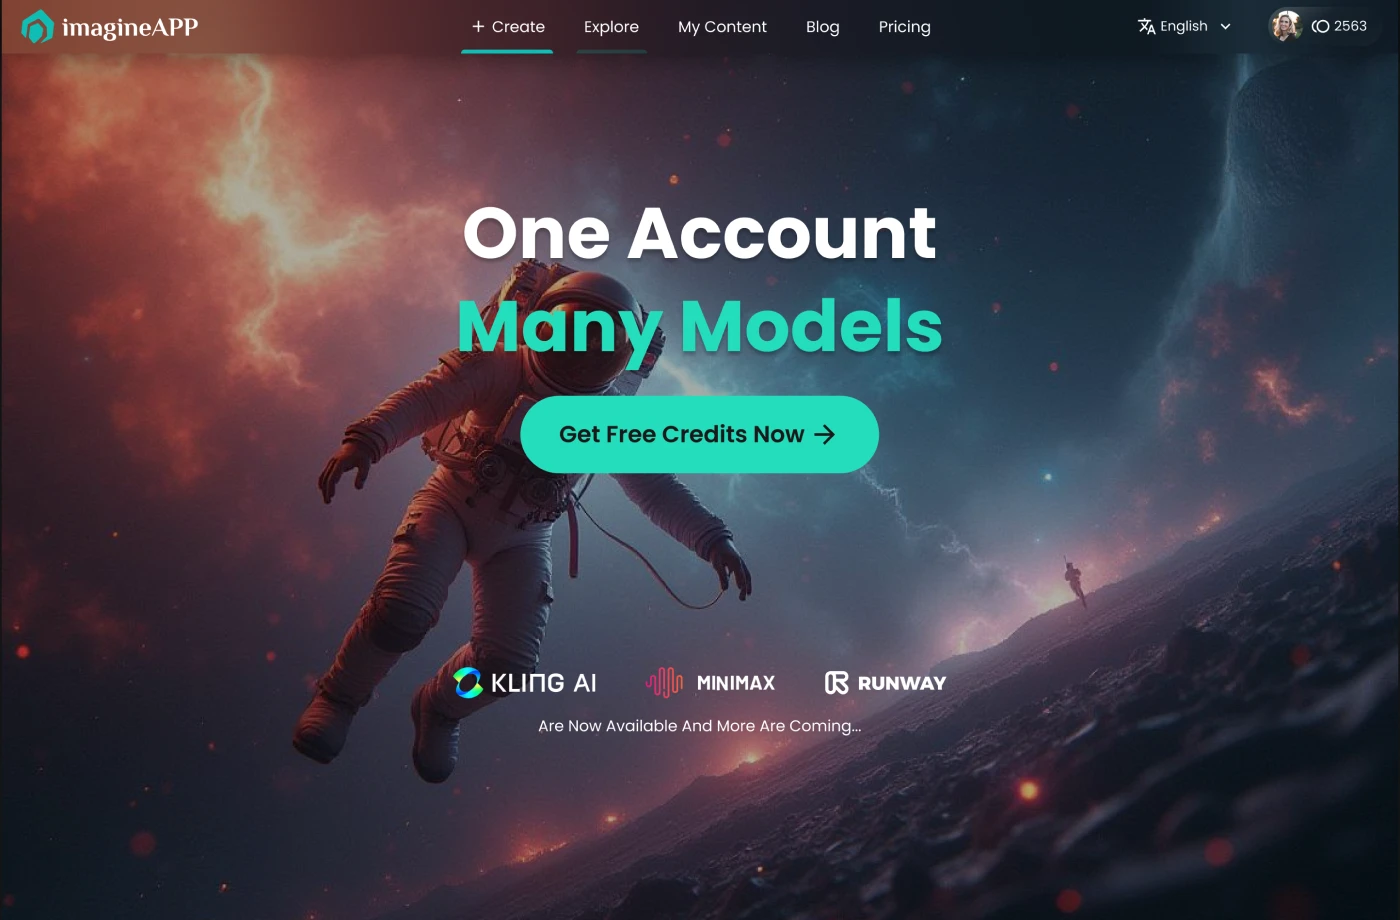 imagineAPP
+ Create
Explore
My Content
Blog
Pricing
English
2563
One Account
Many Models
Get Free Credits Now →
KLING AI
MINIMAX
RUNWAY
Are Now Available And More Are Coming...